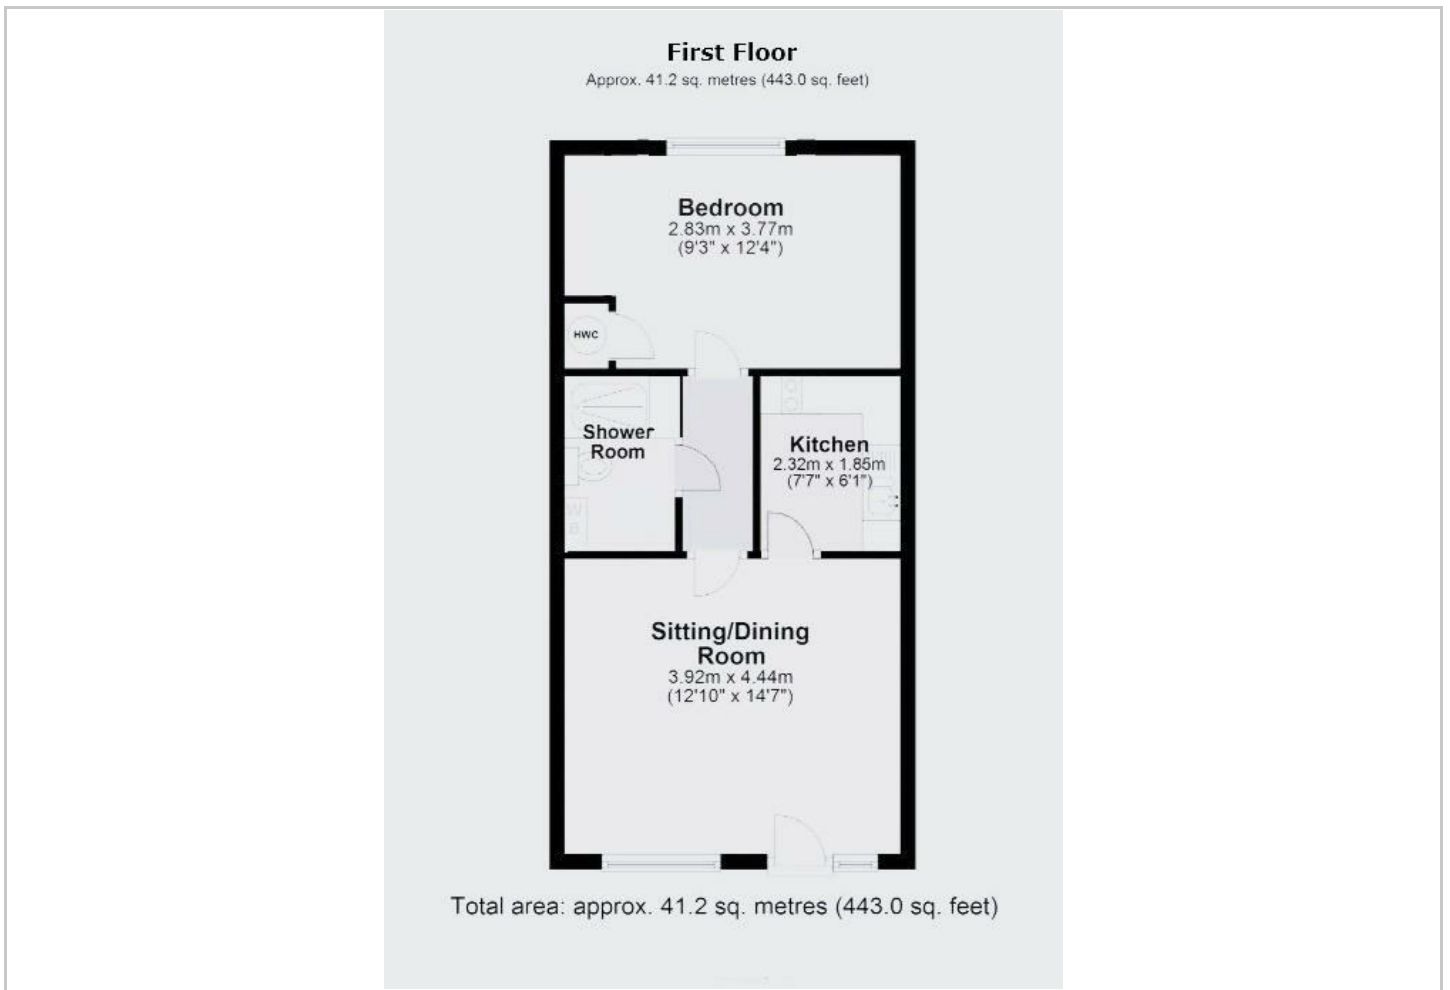 First Floor
Approx. 41.2 sq. metres (443.0 sq. feet)
Bedroom
2.83m x 3.77m
(9'3" x 12'4")
HWC
Shower
Room
Kitchen
2.32m x 1.85m
(7'7" x 6'1")
Sitting/Dining
Room
3.92m x 4.44m
(12'10" x 14'7")
Total area: approx. 41.2 sq. metres (443.0 sq. feet)